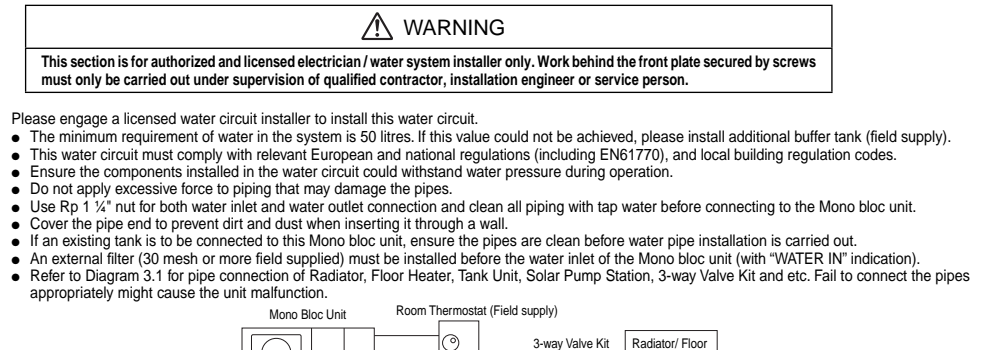 WARNING
This section is for authorized and licensed electrician / water system installer only. Work behind the front plate secured by screws
must only be carried out under supervision of qualified contractor, installation engineer or service person.
Please engage a licensed water circuit installer to install this water circuit.
● The minimum requirement of water in the system is 50 litres. If this value could not be achieved, please install additional buffer tank (field supply).
● This water circuit must comply with relevant European and national regulations (including EN61770), and local building regulation codes.
● Ensure the components installed in the water circuit could withstand water pressure during operation.
● Do not apply excessive force to piping that may damage the pipes.
● Use Rp 1 ¼" nut for both water inlet and water outlet connection and clean all piping with tap water before connecting to the Mono bloc unit.
● Cover the pipe end to prevent dirt and dust when inserting it through a wall.
● If an existing tank is to be connected to this Mono bloc unit, ensure the pipes are clean before water pipe installation is carried out.
● An external filter (30 mesh or more field supplied) must be installed before the water inlet of the Mono bloc unit (with “WATER IN” indication).
● Refer to Diagram 3.1 for pipe connection of Radiator, Floor Heater, Tank Unit, Solar Pump Station, 3-way Valve Kit and etc. Fail to connect the pipes
appropriately might cause the unit malfunction.
Mono Bloc Unit Room Thermostat (Field supply)
3-way Valve Kit Radiator/ Floor